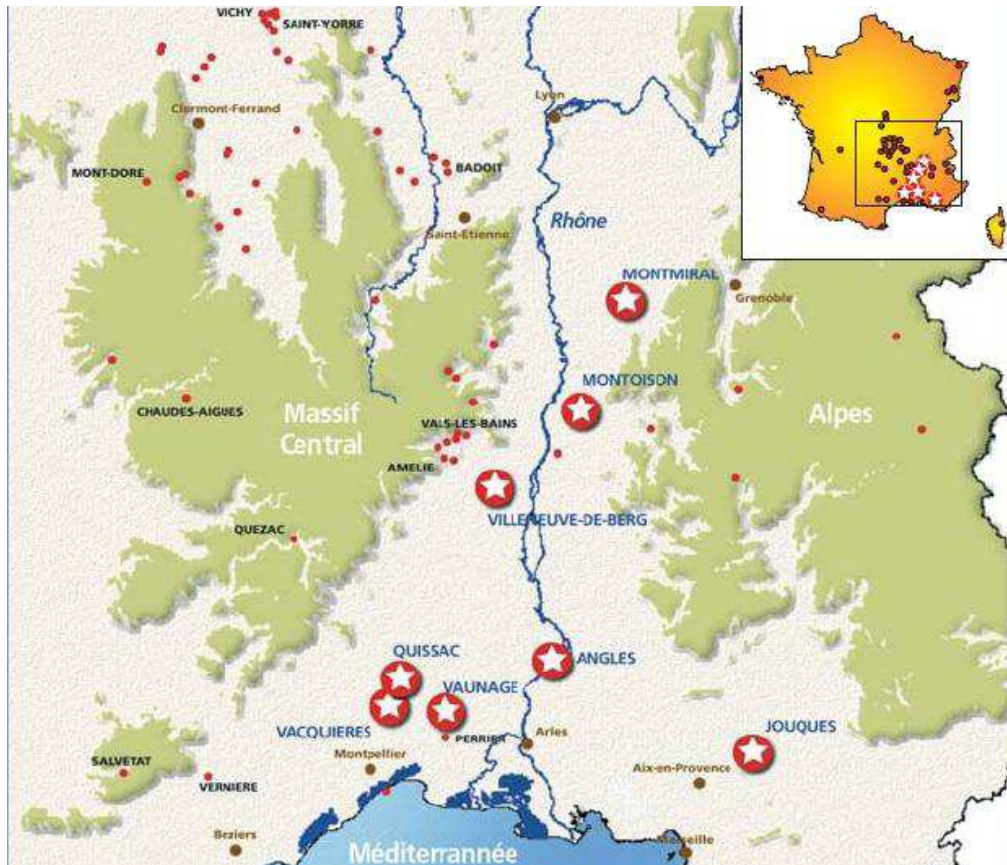 VICHY
SAINT-YORRE
Clermont-Ferrand
Lyon
MONT-DORE
BADOIT
Saint-Etienne
Rhône
MONTMIRAL
Grenoble
MONTOISON
CHAUDES-AIGUES
Massif
Central
VALS-LES-BAINS
Alpes
AMELIE
VILLENEUVE-DE-BERG
QUEZAC
QUISSAC
ANGLES
VAUNAGE
VACQUIERES
PERRIER
Arles
JOUQUES
Montpellier
SALVETAT
VERNIERE
Aix-en-Provence
Beziers
Marseille
Méditerrannée